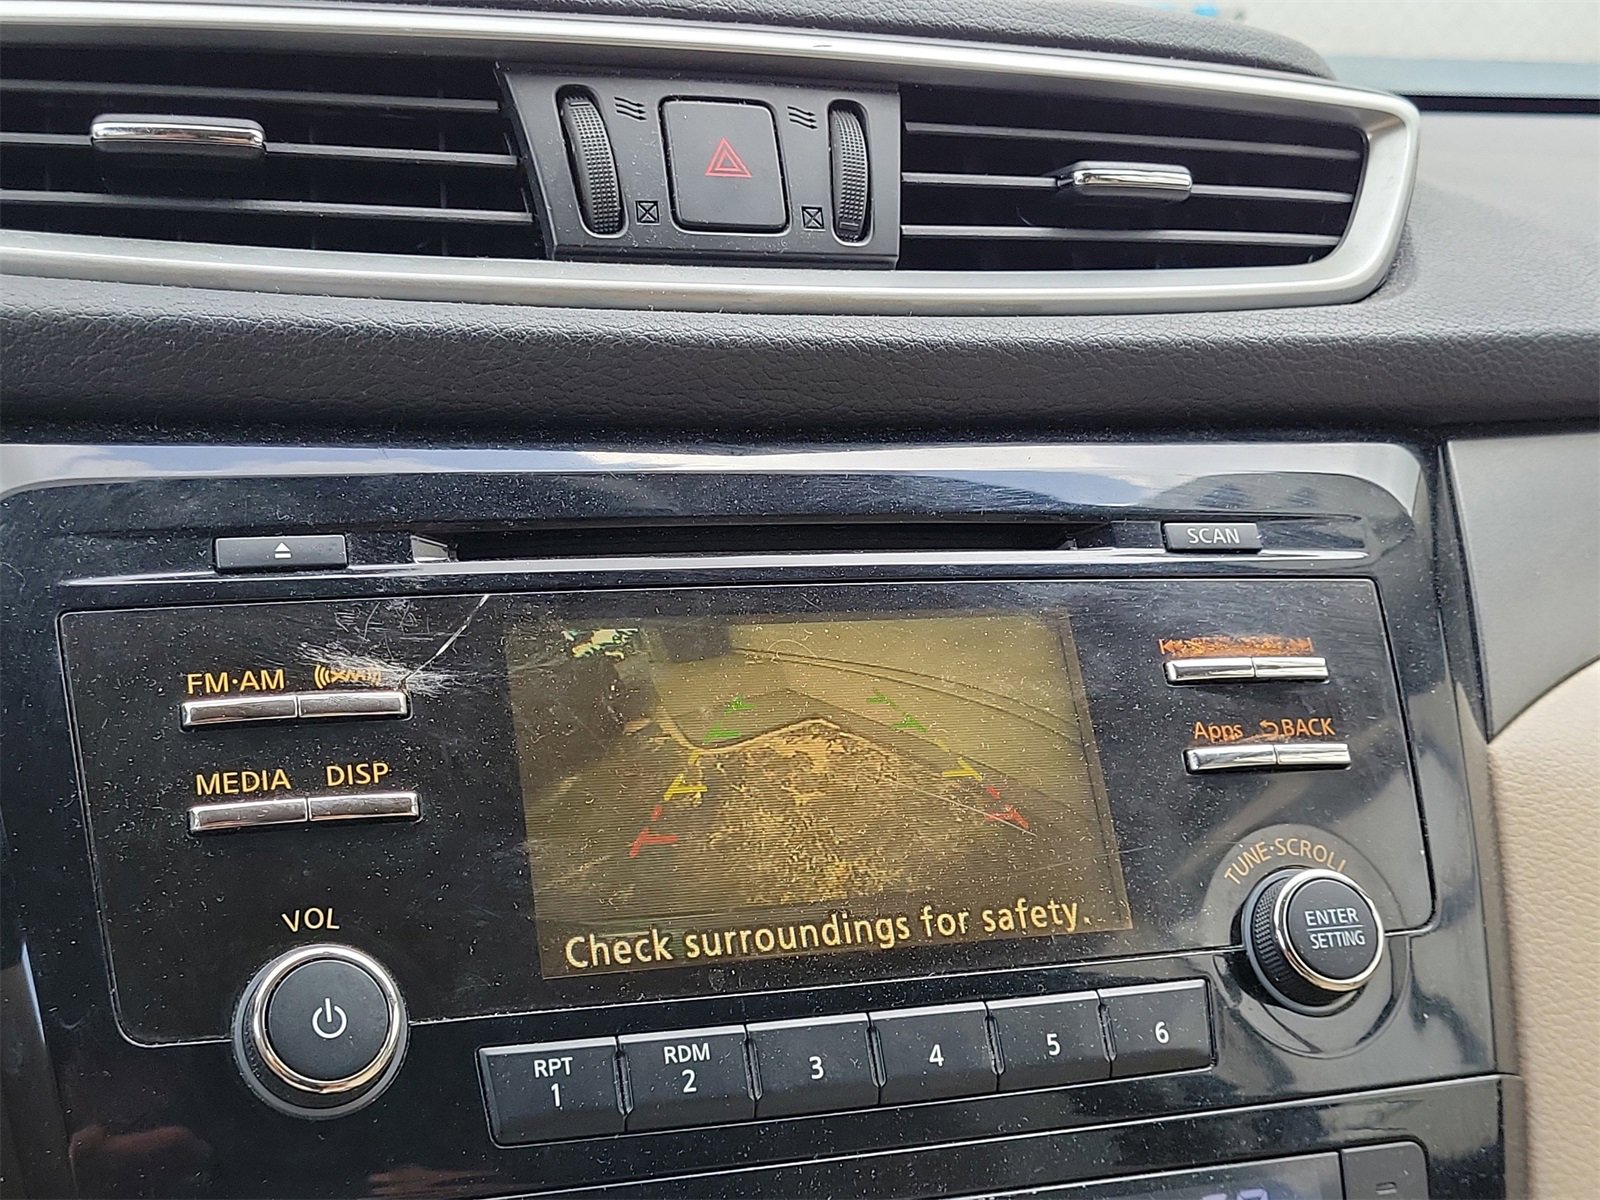 SCAN
FM·AM
MEDIA DISP
Apps BACK
VOL
TUNE·SCROLL
ENTER
SETTING
Check surroundings for safety.
RPT
1
RDM
2
3
4
5
6